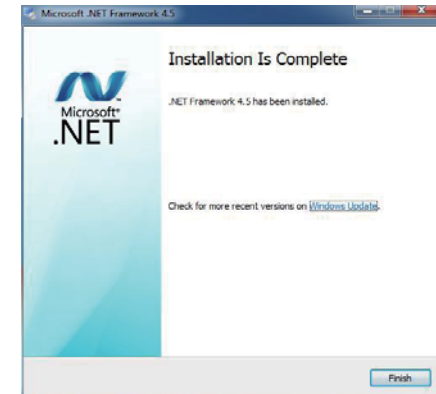 Microsoft .NET Framework 4.5
Installation Is Complete
.NET Framework 4.5 has been installed.
Microsoft®
.NET
Check for more recent versions on Windows Update.
Finish